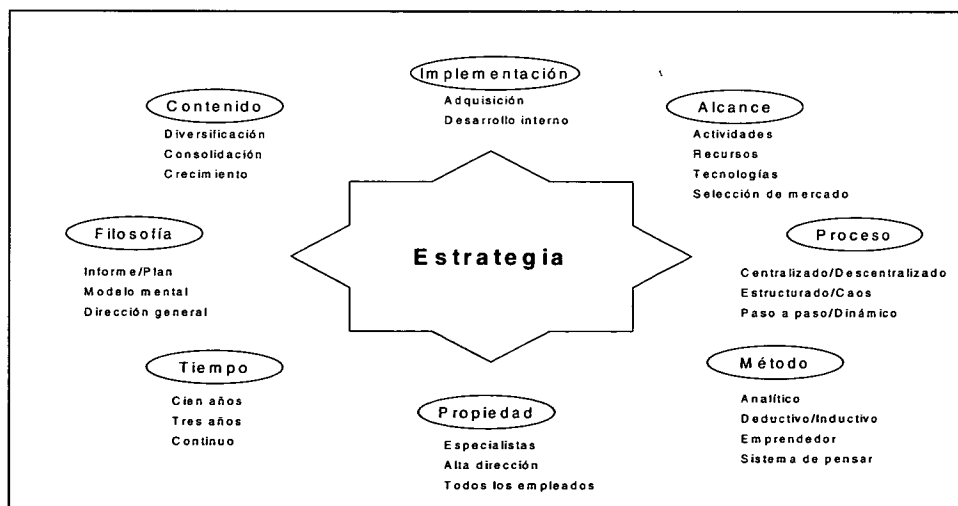 Implementación
Adquisición
Desarrollo interno
Contenido
Diversificación
Consolidación
Crecimiento
Alcance
Actividades
Recursos
Tecnologías
Selección de mercado
Filosofía
Informe/Plan
Modelo mental
Dirección general
Estrategia
Proceso
Centralizado/Descentralizado
Estructurado/Caos
Paso a paso/Dinámico
Tiempo
Cien años
Tres años
Continuo
Propiedad
Especialistas
Alta dirección
Todos los empleados
Método
Analítico
Deductivo/Inductivo
Emprendedor
Sistema de pensar